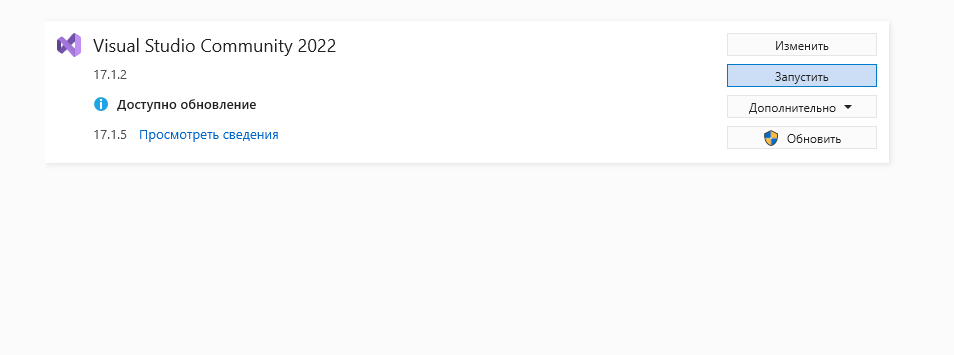 Visual Studio Community 2022
17.1.2
Доступно обновление
17.1.5 Просмотреть сведения
Изменить
Запустить
Дополнительно
Обновить